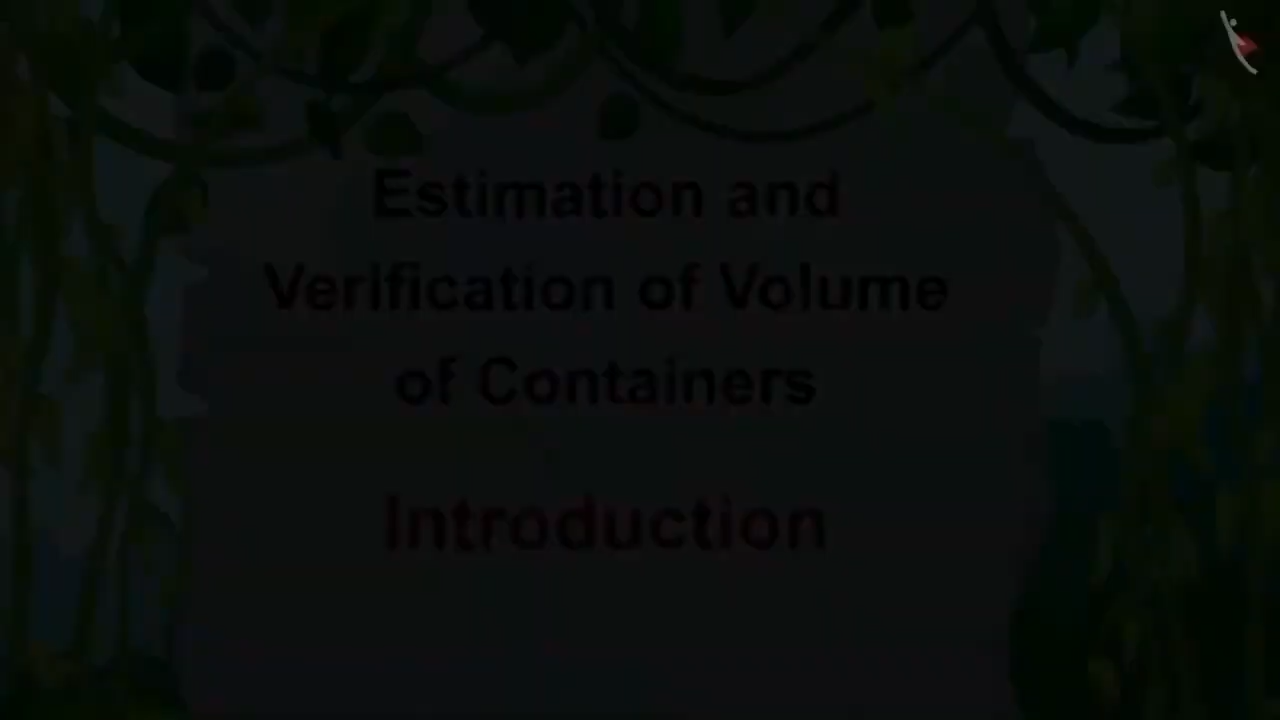 Estimation and
Verification of Volume
of Containers
Introduction